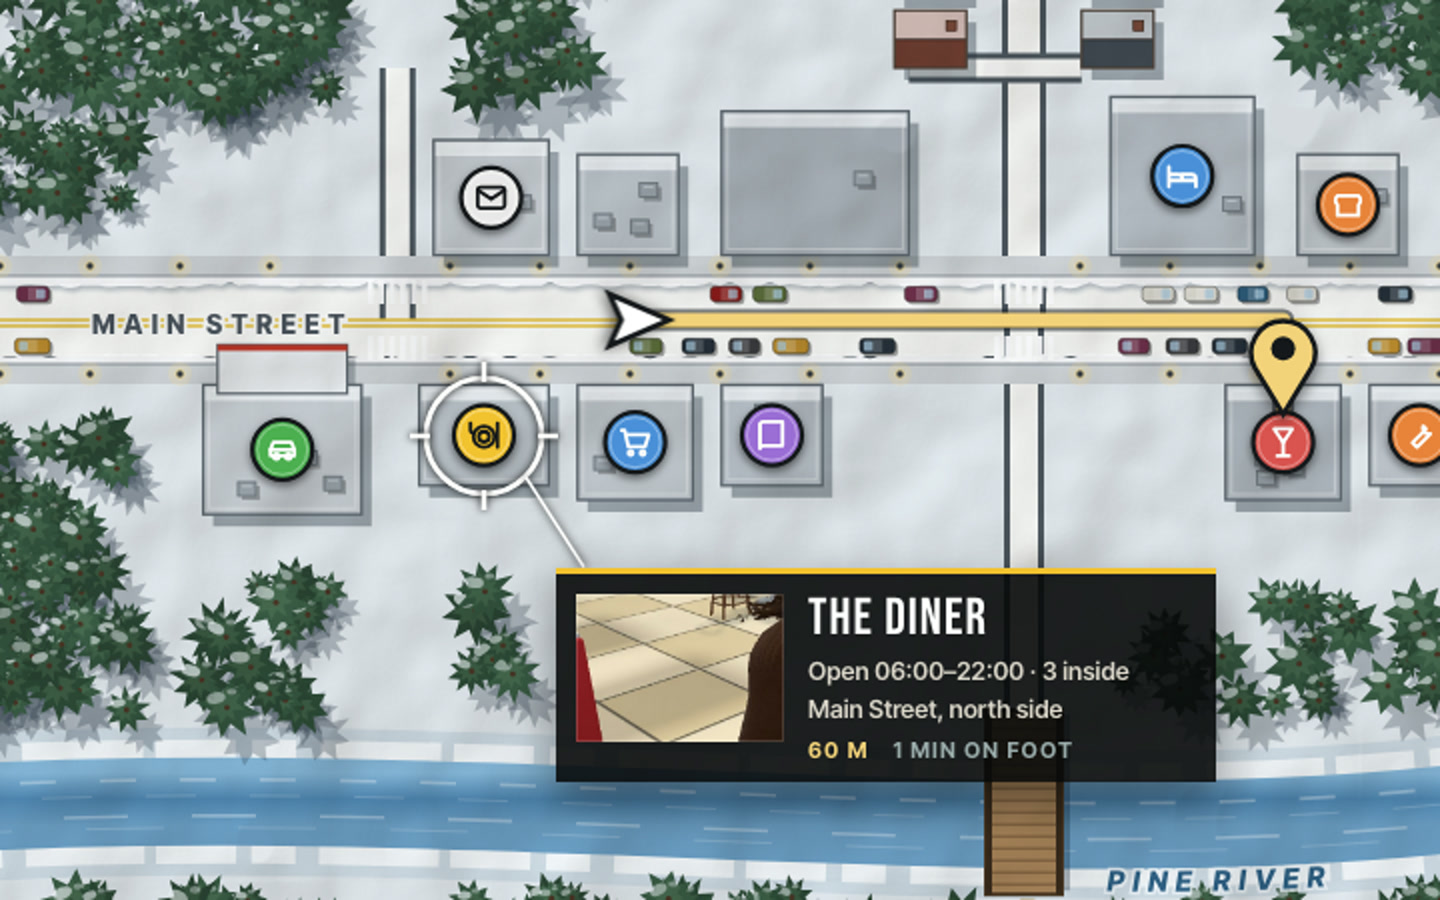 MAIN STREET
THE DINER
Open 06:00–22:00 · 3 inside
Main Street, north side
60 M 1 MIN ON FOOT
PINE RIVER